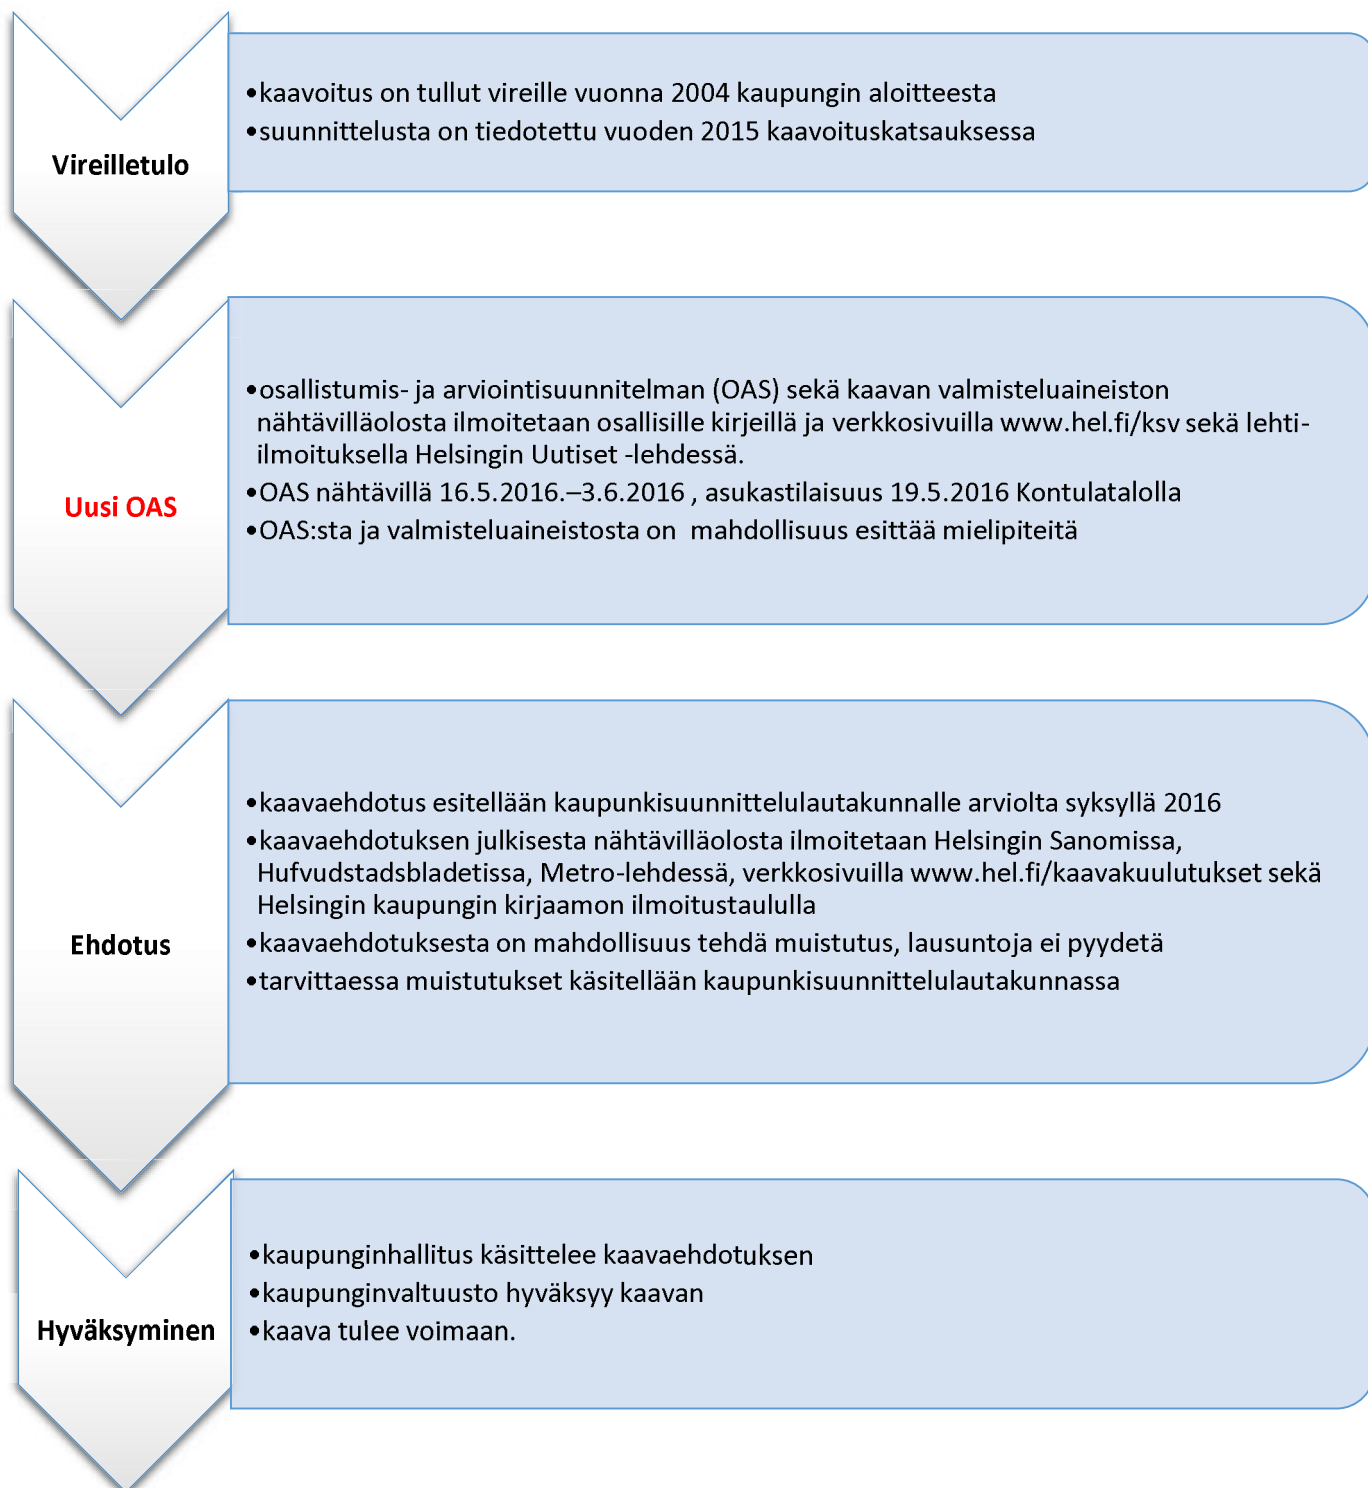 Vireilletulo
•kaavoitus on tullut vireille vuonna 2004 kaupungin aloitteesta
•suunnittelusta on tiedotettu vuoden 2015 kaavoituskatsauksessa
Uusi OAS
•osallistumis- ja arviointisuunnitelman (OAS) sekä kaavan valmisteluaineiston
nähtävilläolosta ilmoitetaan osallisille kirjeillä ja verkkosivuilla www.hel.fi/ksv sekä lehti-
ilmoituksella Helsingin Uutiset -lehdessä.
•OAS nähtävillä 16.5.2016.–3.6.2016 , asukastilaisuus 19.5.2016 Kontulatalolla
•OAS:sta ja valmisteluaineistosta on  mahdollisuus esittää mielipiteitä
Ehdotus
•kaavaehdotus esitellään kaupunkisuunnittelulautakunnalle arviolta syksyllä 2016
•kaavaehdotuksen julkisesta nähtävilläolosta ilmoitetaan Helsingin Sanomissa,
Hufvudstadsbladetissa, Metro-lehdessä, verkkosivuilla www.hel.fi/kaavakuulutukset sekä
Helsingin kaupungin kirjaamon ilmoitustaululla
•kaavaehdotuksesta on mahdollisuus tehdä muistutus, lausuntoja ei pyydetä
•tarvittaessa muistutukset käsitellään kaupunkisuunnittelulautakunnassa
Hyväksyminen
•kaupunginhallitus käsittelee kaavaehdotuksen
•kaupunginvaltuusto hyväksyy kaavan
•kaava tulee voimaan.